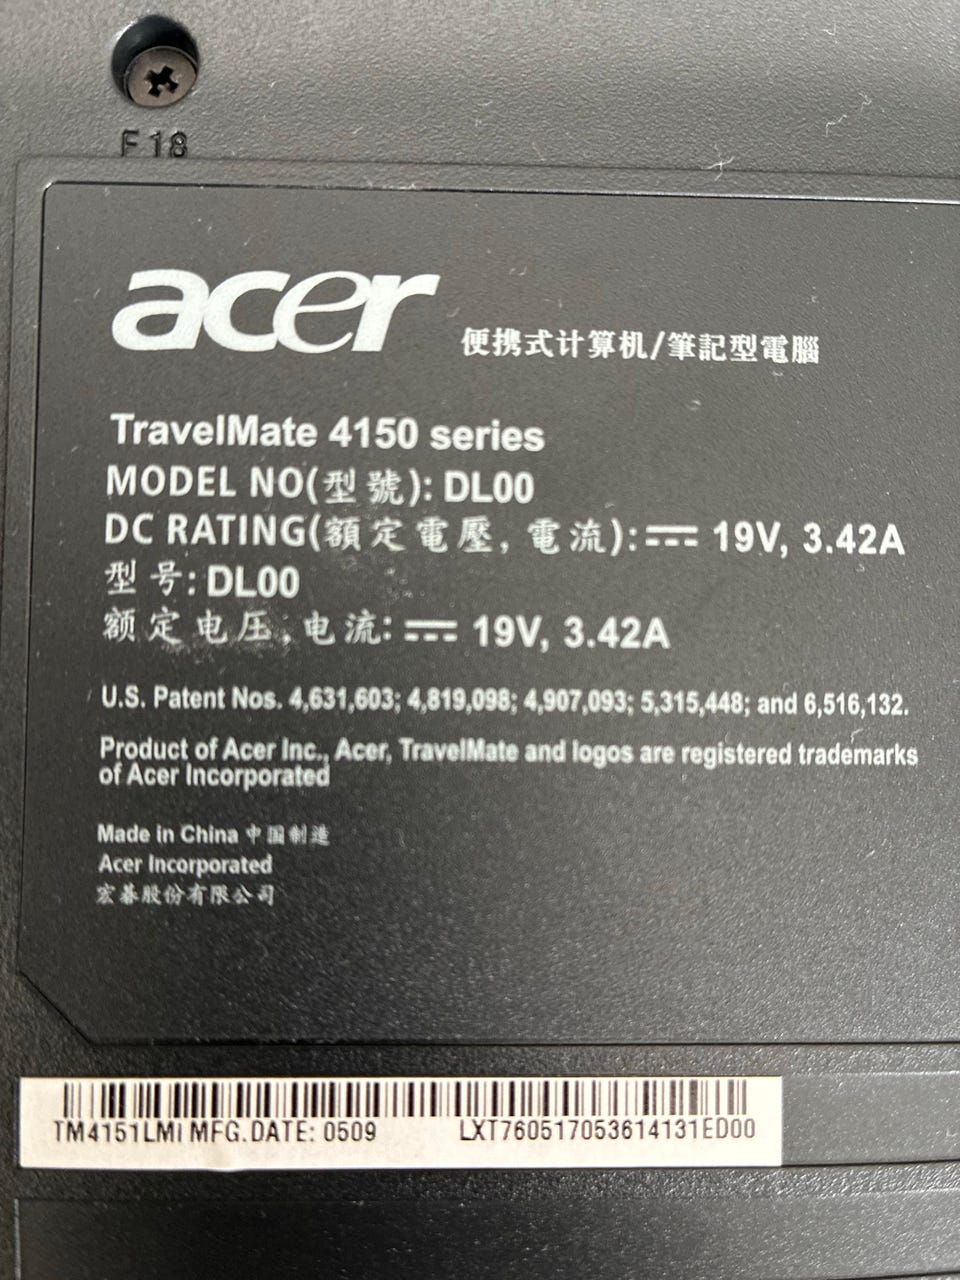 F18
acer 便携式计算机/筆記型電腦
TravelMate 4150 series
MODEL NO(型號): DL00
DC RATING(額定電壓, 電流): ⎓ 19V, 3.42A
型号: DL00
额定电压, 电流: ⎓ 19V, 3.42A
U.S. Patent Nos. 4,631,603; 4,819,098; 4,907,093; 5,315,448; and 6,516,132.
Product of Acer Inc., Acer, TravelMate and logos are registered trademarks
of Acer Incorporated
Made in China 中国制造
Acer Incorporated
宏碁股份有限公司
TM4151LMi MFG.DATE: 0509 LXT760517053614131ED00